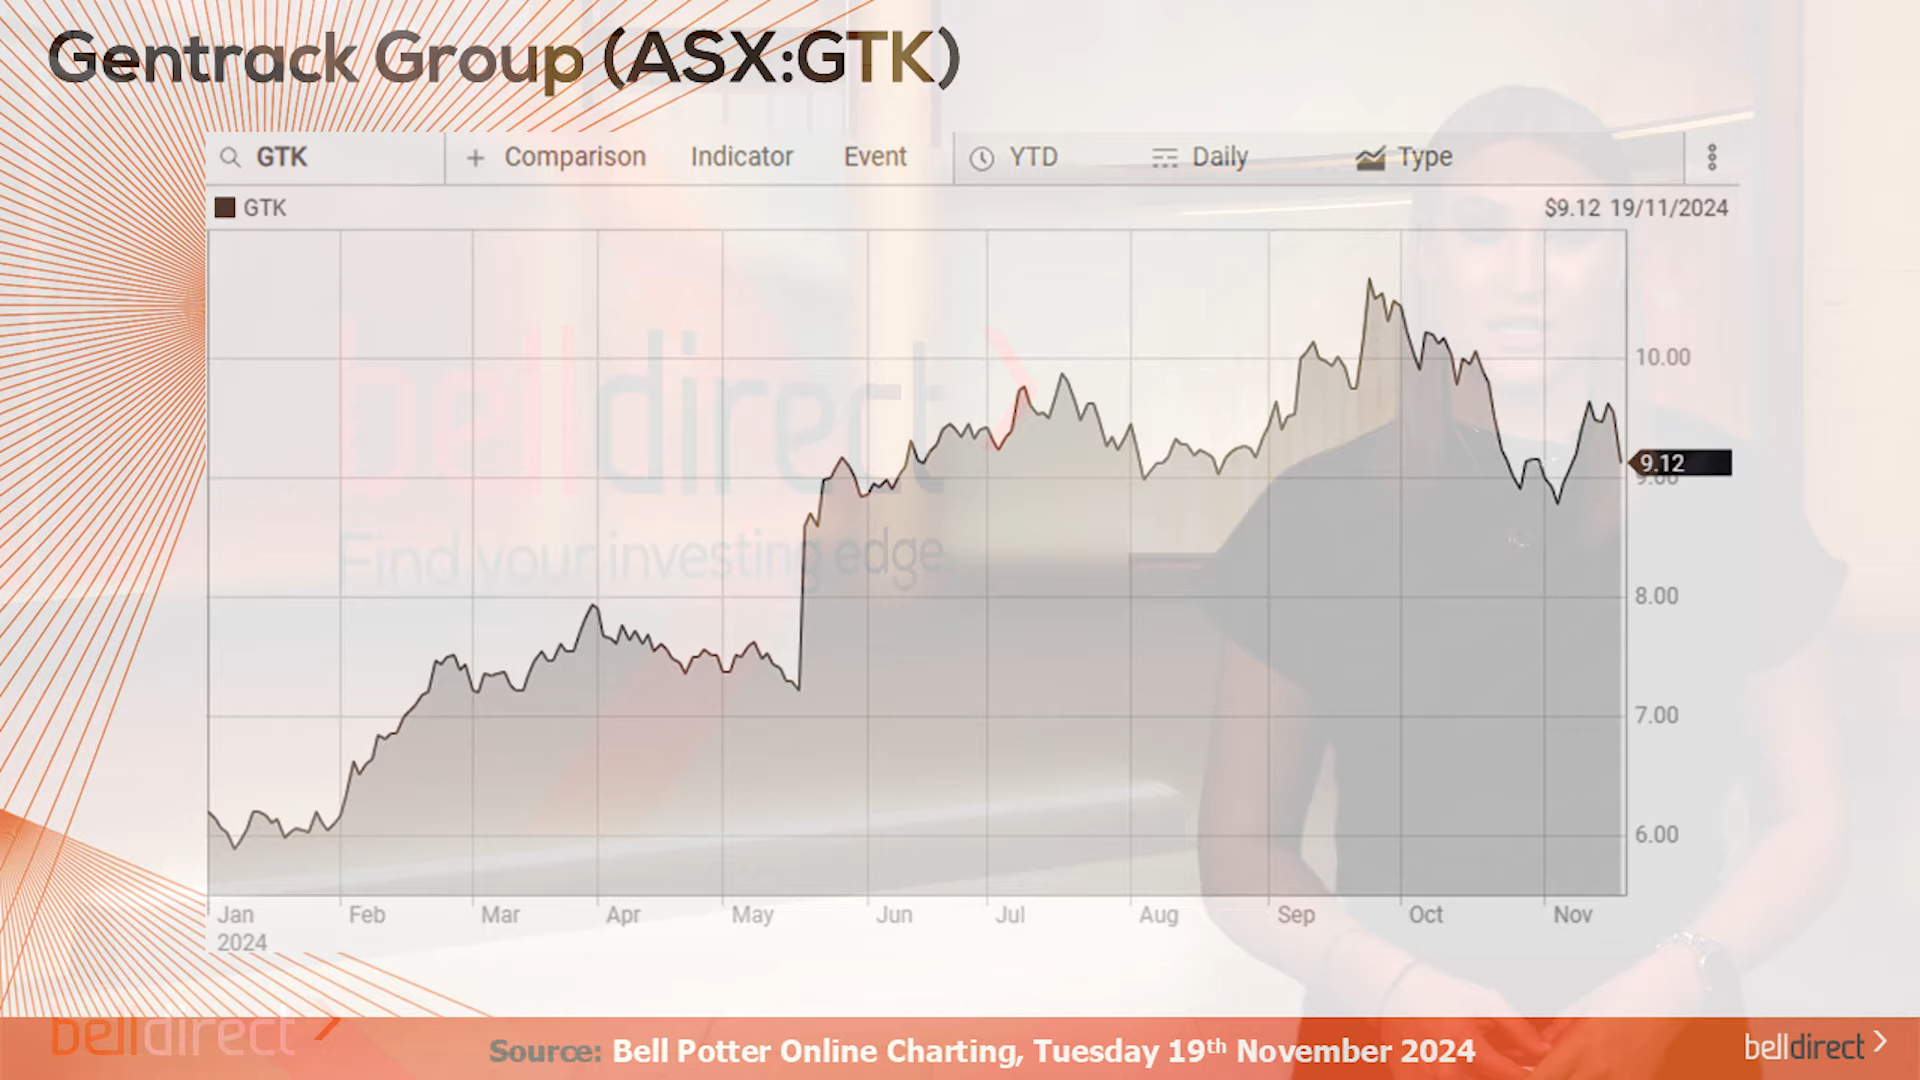 Gentrack Group (ASX:GTK)
GTK
+ Comparison Indicator Event
YTD
Daily
Type
GTK
$9.12 19/11/2024
belldirect
Find your investing edge
10.00
9.12
9.00
8.00
7.00
6.00
Jan Feb Mar Apr May Jun Jul Aug Sep Oct Nov
2024
belldirect
Source: Bell Potter Online Charting, Tuesday 19th November 2024
belldirect